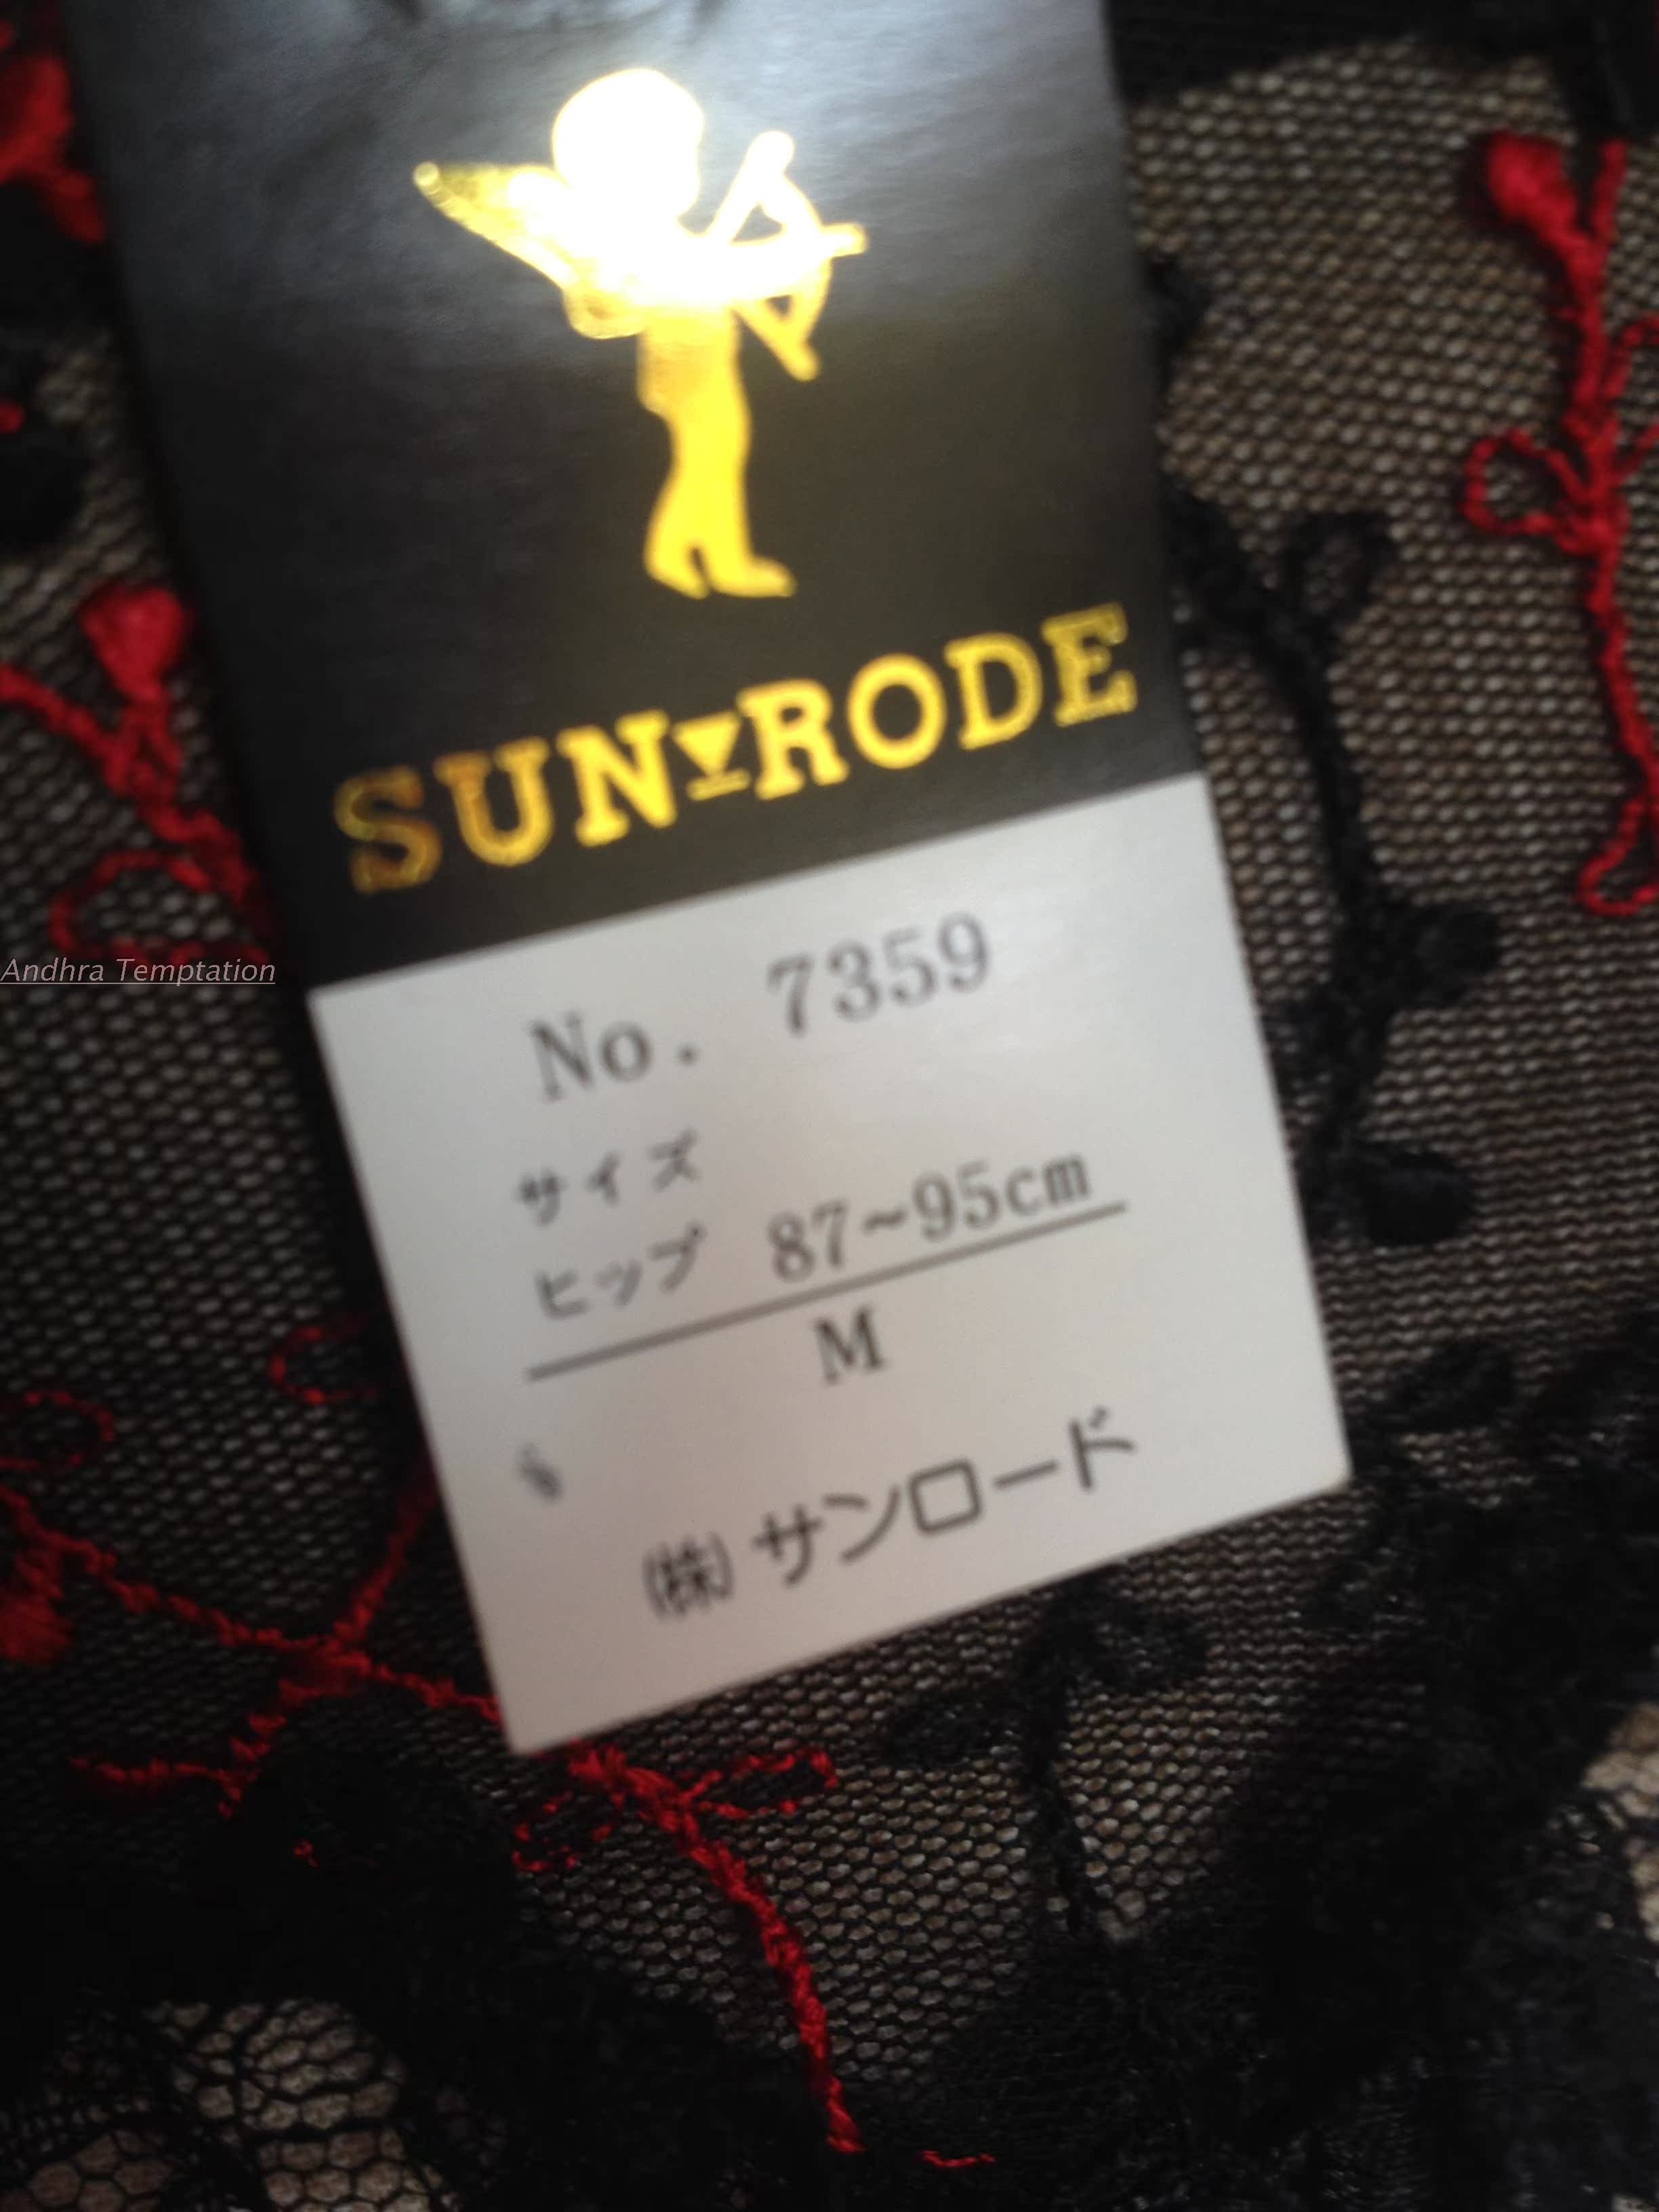 SUN RODE
Andhra Temptation
No. 7359
サイズ
ヒップ 87~95cm
M
㈱サンロード